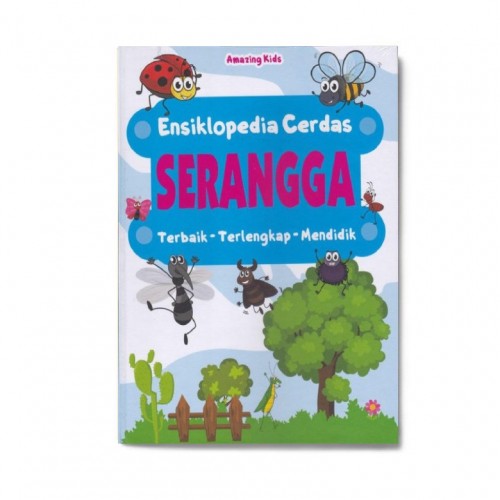 Amazing Kids
Ensiklopedia Cerdas
SERANGGA
Terbaik - Terlengkap - Mendidik